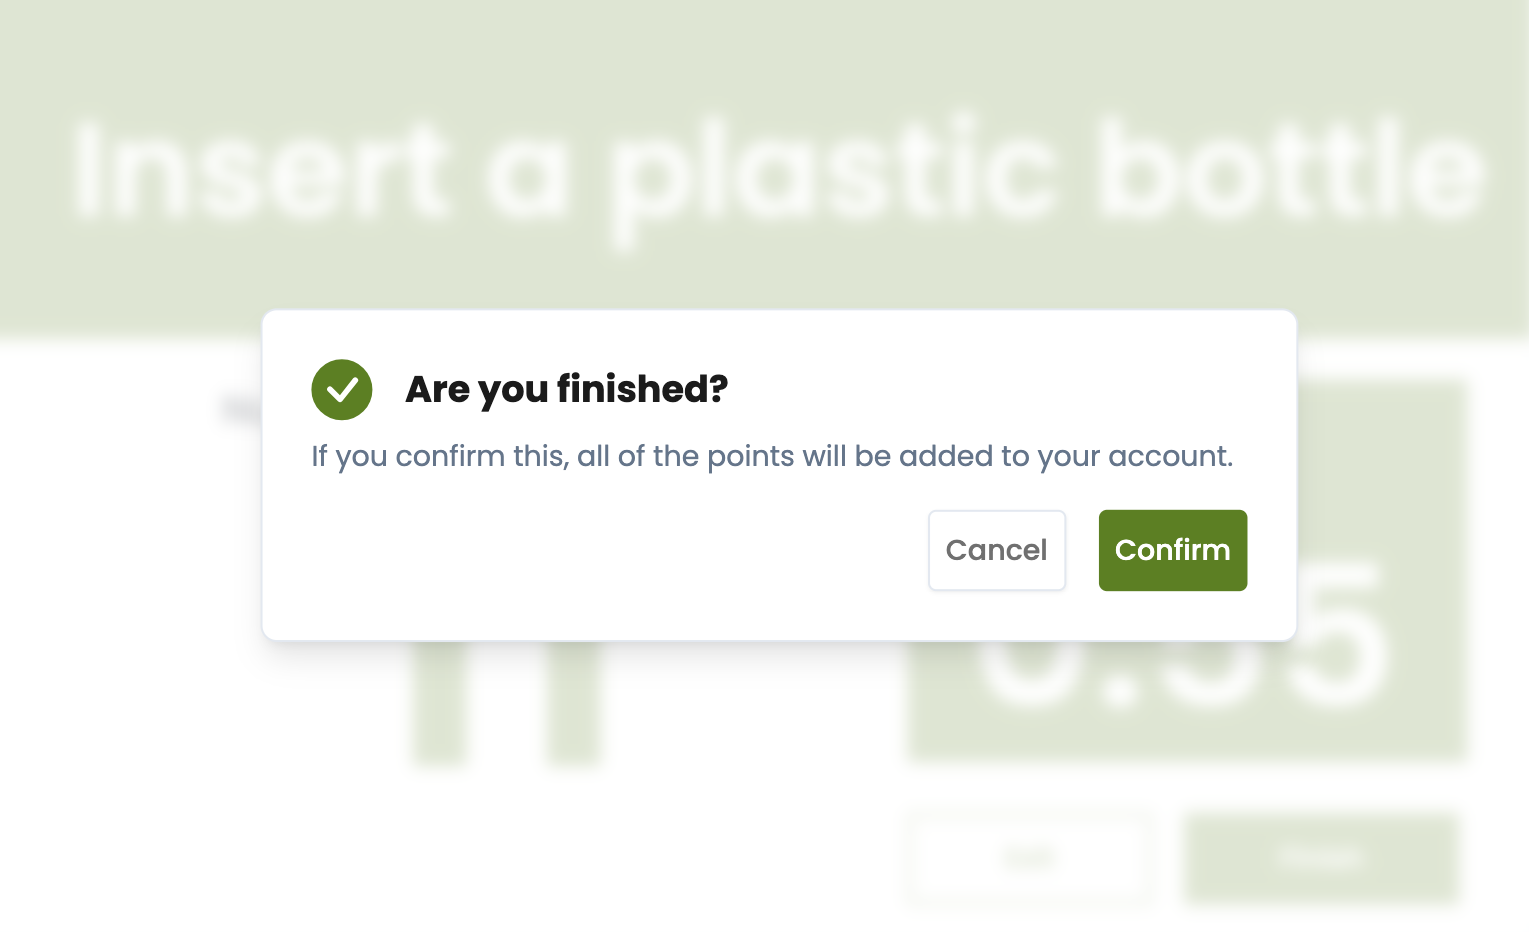 Insert a plastic bottle
Are you finished?
If you confirm this, all of the points will be added to your account.
Cancel
Confirm